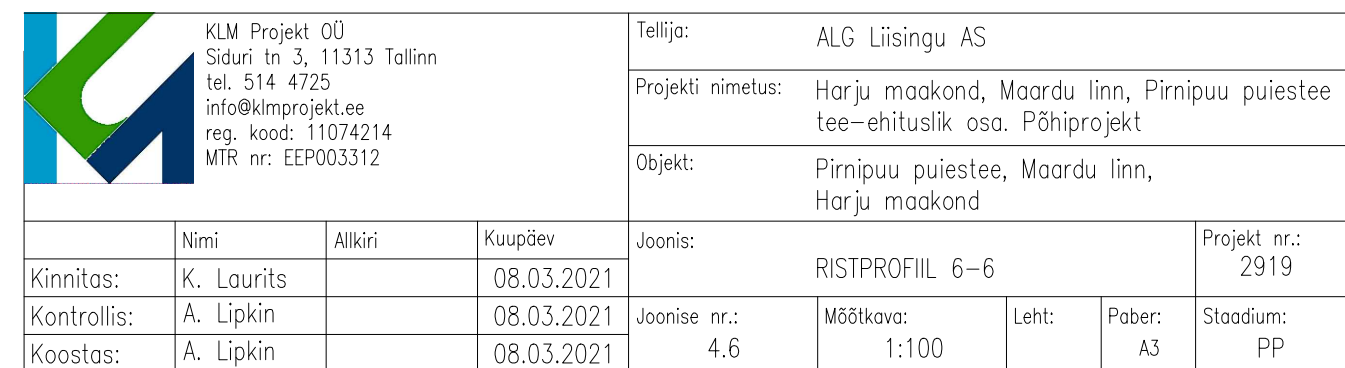 KLM Projekt OÜ
Siduri tn 3, 11313 Tallinn
tel. 514 4725
info@klmprojekt.ee
reg. kood: 11074214
MTR nr: EEP003312
Tellija: ALG Liisingu AS
Projekti nimetus: Harju maakond, Maardu linn, Pirnipuu puiestee
tee-ehituslik osa. Põhiprojekt
Objekt: Pirnipuu puiestee, Maardu linn,
Harju maakond
Nimi Allkiri Kuupäev
Kinnitas: K. Laurits 08.03.2021
Kontrollis: A. Lipkin 08.03.2021
Koostas: A. Lipkin 08.03.2021
Joonis: RISTPROFIIL 6-6
Projekt nr.: 2919
Joonise nr.: 4.6
Mõõtkava: 1:100
Leht:
Paber: A3
Staadium: PP